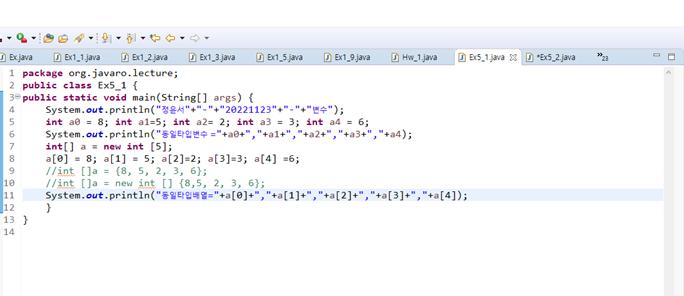 Ex.java Ex1_1.java Ex1_2.java Ex1_3.java Ex1_5.java Ex1_9.java Hw_1.java Ex5_1.java *Ex5_2.java »23
1 package org.javaro.lecture;
2 public class Ex5_1 {
3 public static void main(String[] args) {
4 System.out.println("정윤서"+"-"+"20221123"+"-"+"변수");
5 int a0 = 8; int a1=5; int a2= 2; int a3 = 3; int a4 = 6;
6 System.out.println("동일타입변수 ="+a0+","+a1+","+a2+","+a3+","+a4);
7 int[] a = new int [5];
8 a[0] = 8; a[1] = 5; a[2]=2; a[3]=3; a[4] =6;
9 //int []a = {8, 5, 2, 3, 6};
10 //int []a = new int [] {8,5, 2, 3, 6};
11 System.out.println("동일타입배열="+a[0]+","+a[1]+","+a[2]+","+a[3]+","+a[4]);
12 }
13 }
14